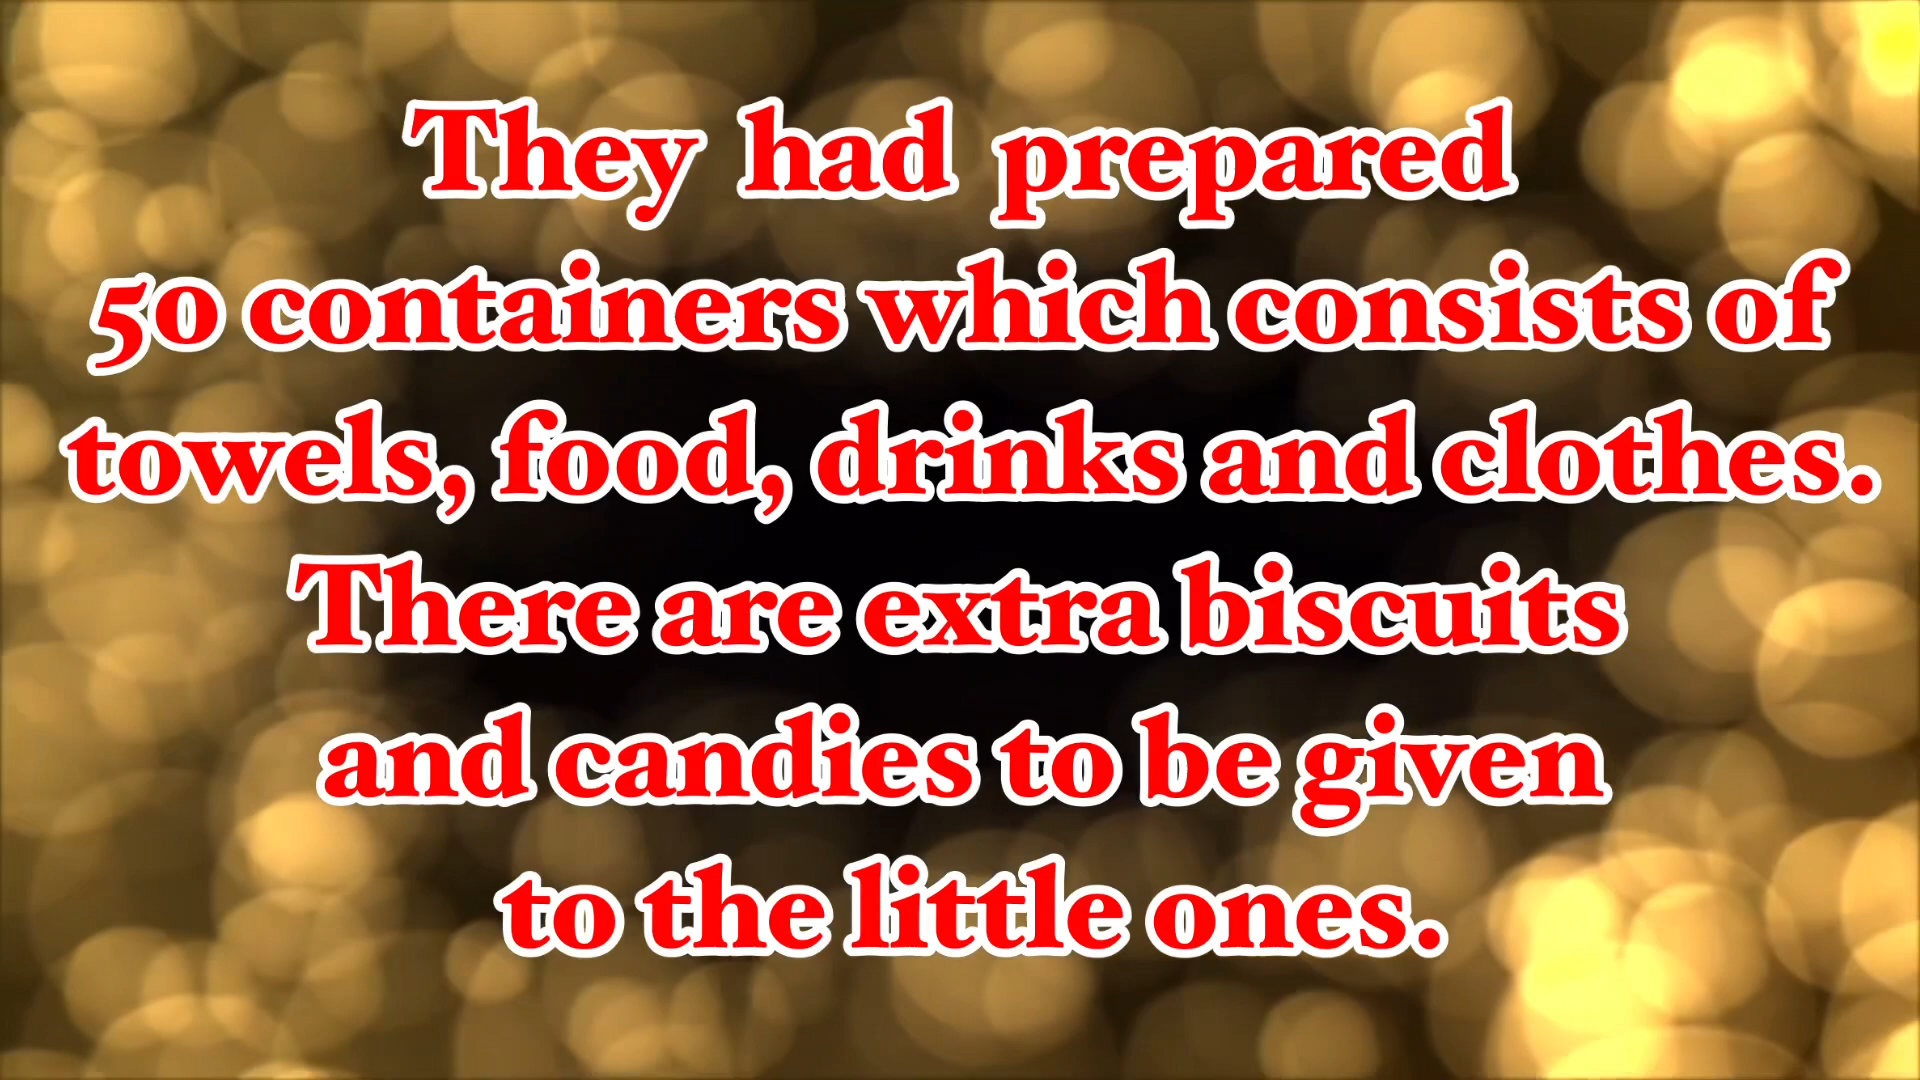 They had prepared
50 containers which consists of
towels, food, drinks and clothes.
There are extra biscuits
and candies to be given
to the little ones.